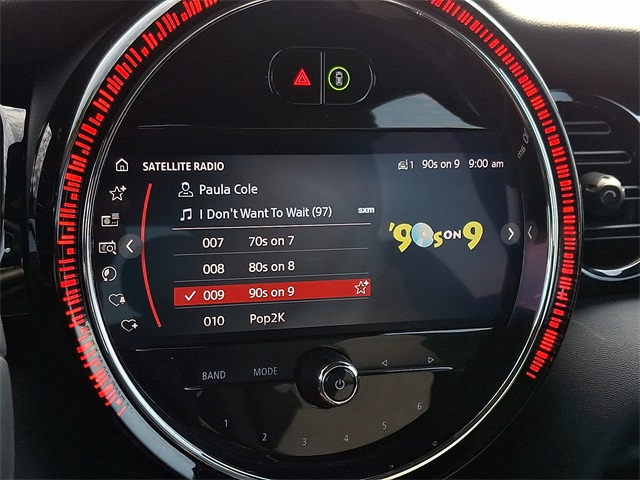 SATELLITE RADIO
1 90s on 9 9:00 am
Paula Cole
I Don't Want To Wait (97) sxm
007 70s on 7
008 80s on 8
009 90s on 9
010 Pop2K
'90s ON 9
BAND MODE
1 2 3 4 5 6